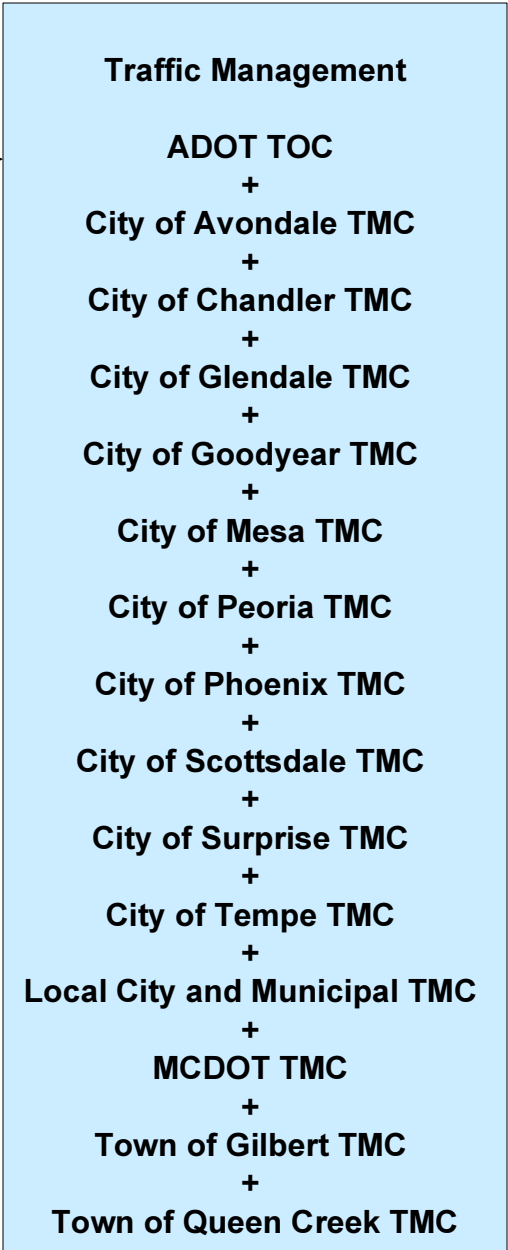 Traffic Management
ADOT TOC
+
City of Avondale TMC
+
City of Chandler TMC
+
City of Glendale TMC
+
City of Goodyear TMC
+
City of Mesa TMC
+
City of Peoria TMC
+
City of Phoenix TMC
+
City of Scottsdale TMC
+
City of Surprise TMC
+
City of Tempe TMC
+
Local City and Municipal TMC
+
MCDOT TMC
+
Town of Gilbert TMC
+
Town of Queen Creek TMC